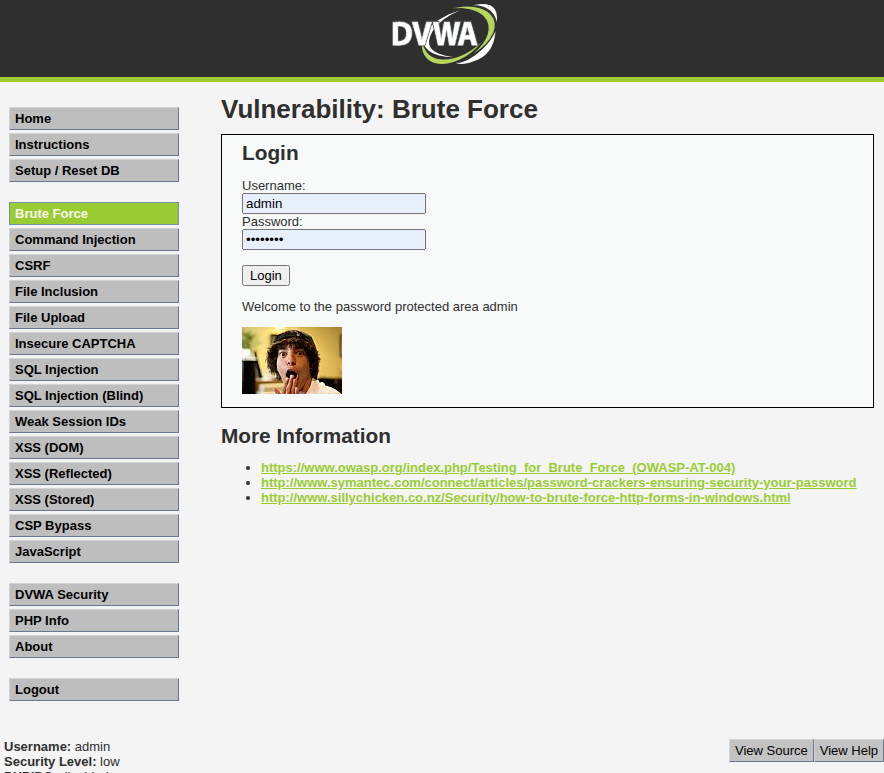 DVWA
Home
Instructions
Setup / Reset DB
Brute Force
Command Injection
CSRF
File Inclusion
File Upload
Insecure CAPTCHA
SQL Injection
SQL Injection (Blind)
Weak Session IDs
XSS (DOM)
XSS (Reflected)
XSS (Stored)
CSP Bypass
JavaScript
DVWA Security
PHP Info
About
Logout
Vulnerability: Brute Force
Login
Username:
admin
Password:
••••••••
Login
Welcome to the password protected area admin
More Information
• https://www.owasp.org/index.php/Testing_for_Brute_Force_(OWASP-AT-004)
• http://www.symantec.com/connect/articles/password-crackers-ensuring-security-your-password
• http://www.sillychicken.co.nz/Security/how-to-brute-force-http-forms-in-windows.html
Username: admin
Security Level: low
View Source
View Help